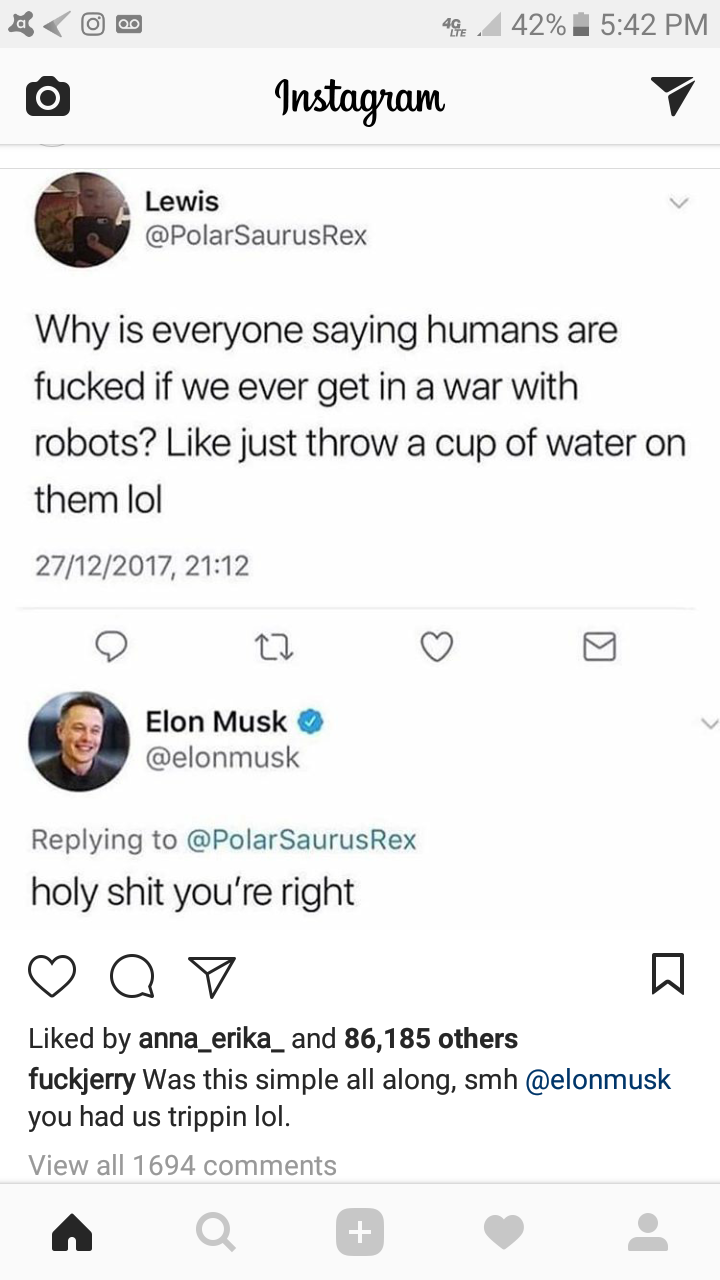 4G LTE 42% 5:42 PM
Instagram
Lewis
@PolarSaurusRex
Why is everyone saying humans are
fucked if we ever get in a war with
robots? Like just throw a cup of water on
them lol
27/12/2017, 21:12
Elon Musk
@elonmusk
Replying to @PolarSaurusRex
holy shit you're right
Liked by anna_erika_ and 86,185 others
fuckjerry Was this simple all along, smh @elonmusk
you had us trippin lol.
View all 1694 comments